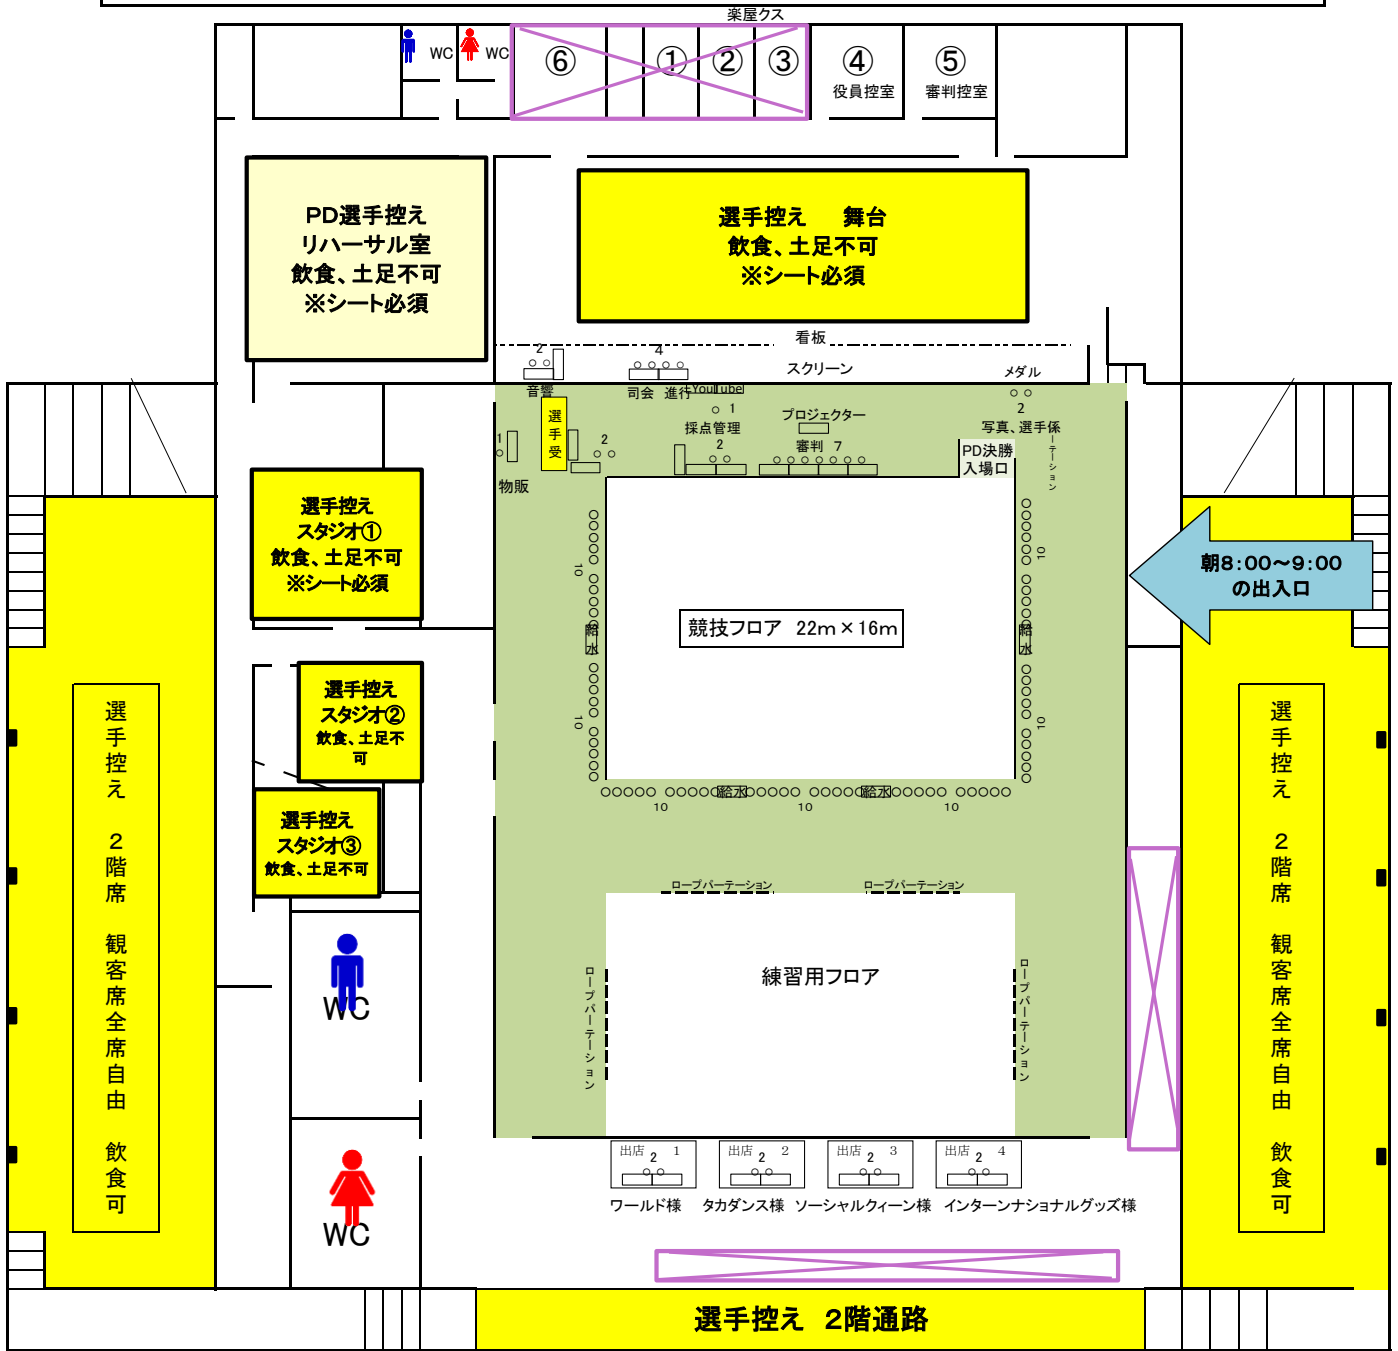 楽屋クス
WC
WC
⑥
①
②
③
④
役員控室
⑤
審判控室
PD選手控え
リハーサル室
飲食、土足不可
※シート必須
選手控え　舞台
飲食、土足不可
※シート必須
看板
スクリーン
2
音響
4
司会 進行
YouTube
1
採点管理
2
プロジェクター
審判 7
メダル
2
写真、選手係
ーテーション
PD決勝
入場口
選手受
2
1
物販
選手控え
スタジオ①
飲食、土足不可
※シート必須
選手控え
スタジオ②
飲食、土足不
可
選手控え
スタジオ③
飲食、土足不可
10
給水
10
競技フロア 22m×16m
10
給水
10
給水
給水
10
10
10
朝8:00～9:00
の出入口
選手控え　２階席　観客席全席自由　飲食可
選手控え　２階席　観客席全席自由　飲食可
ロープパーテーション
ロープパーテーション
ロープパーテーション
ロープパーテーション
練習用フロア
WC
WC
出店 1
2
ワールド様
出店 2
2
タカダンス様
出店 3
2
ソーシャルクィーン様
出店 4
2
インターンナショナルグッズ様
選手控え　２階通路